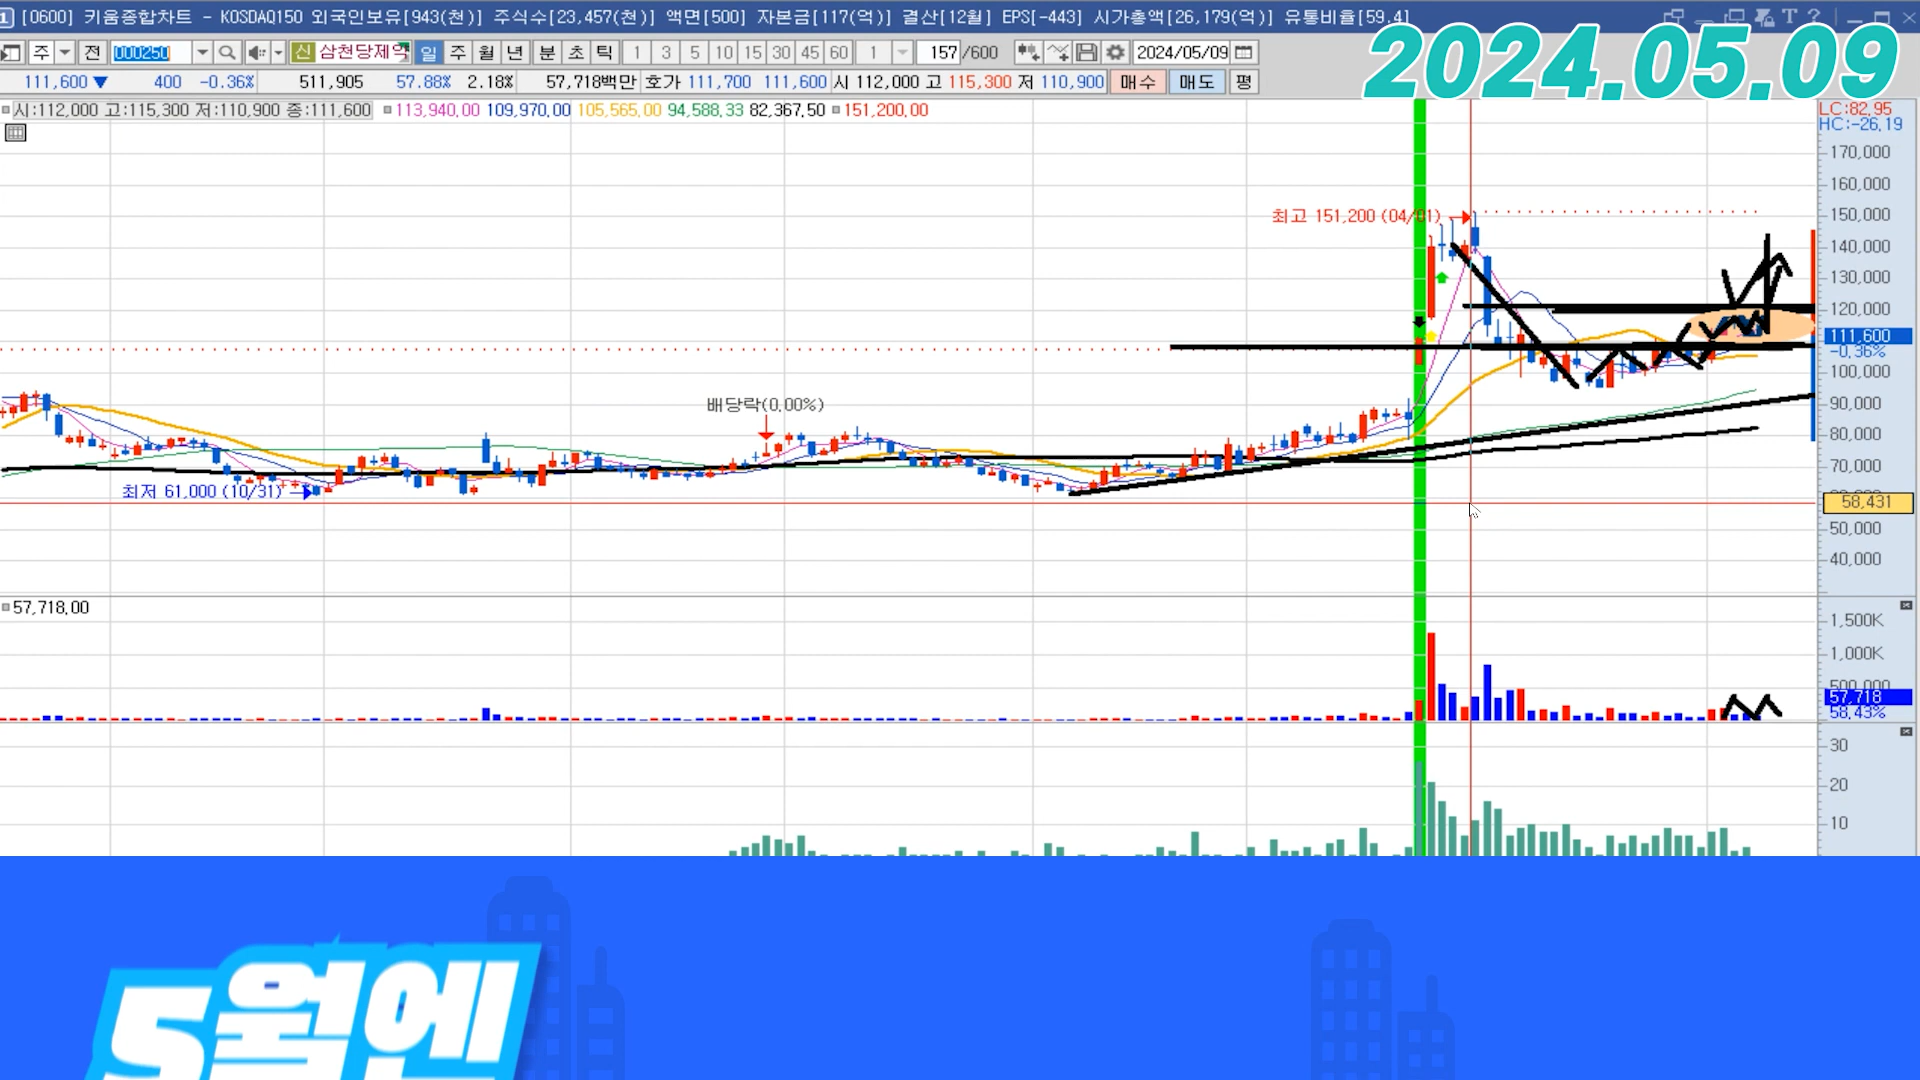 [0600] 키움종합차트 - KOSDAQ150 외국인보유[943(천)] 주식수[23,457(천)] 액면[500] 자본금[117(억)] 결산[12월] EPS[-443] 시가총액[26,179(억)] 유통비율[59.4]
2024.05.09
주 전 000250 신 삼천당제약 일 주 월 년 분 초 틱 1 3 5 10 15 30 45 60 1 157 /600 2024/05/09
111,600 ▼ 400 -0.36% 511,905 57.88% 2.18% 57,718백만 호가 111,700 111,600 시 112,000 고 115,300 저 110,900 매수 매도 평
시:112,000 고:115,300 저:110,900 종:111,600 113,940.00 109,970.00 105,565.00 94,588.33 82,367.50 151,200.00
LC:82.95
HC:-26.19
170,000
160,000
최고 151,200 (04/01)
150,000
140,000
130,000
120,000
111,600
-0.36%
100,000
배당락(0.00%)
90,000
80,000
70,000
최저 61,000 (10/31)
58,431
50,000
40,000
57,718.00
1,500K
1,000K
500,000
57,718
58.43%
30
20
10
5월엔